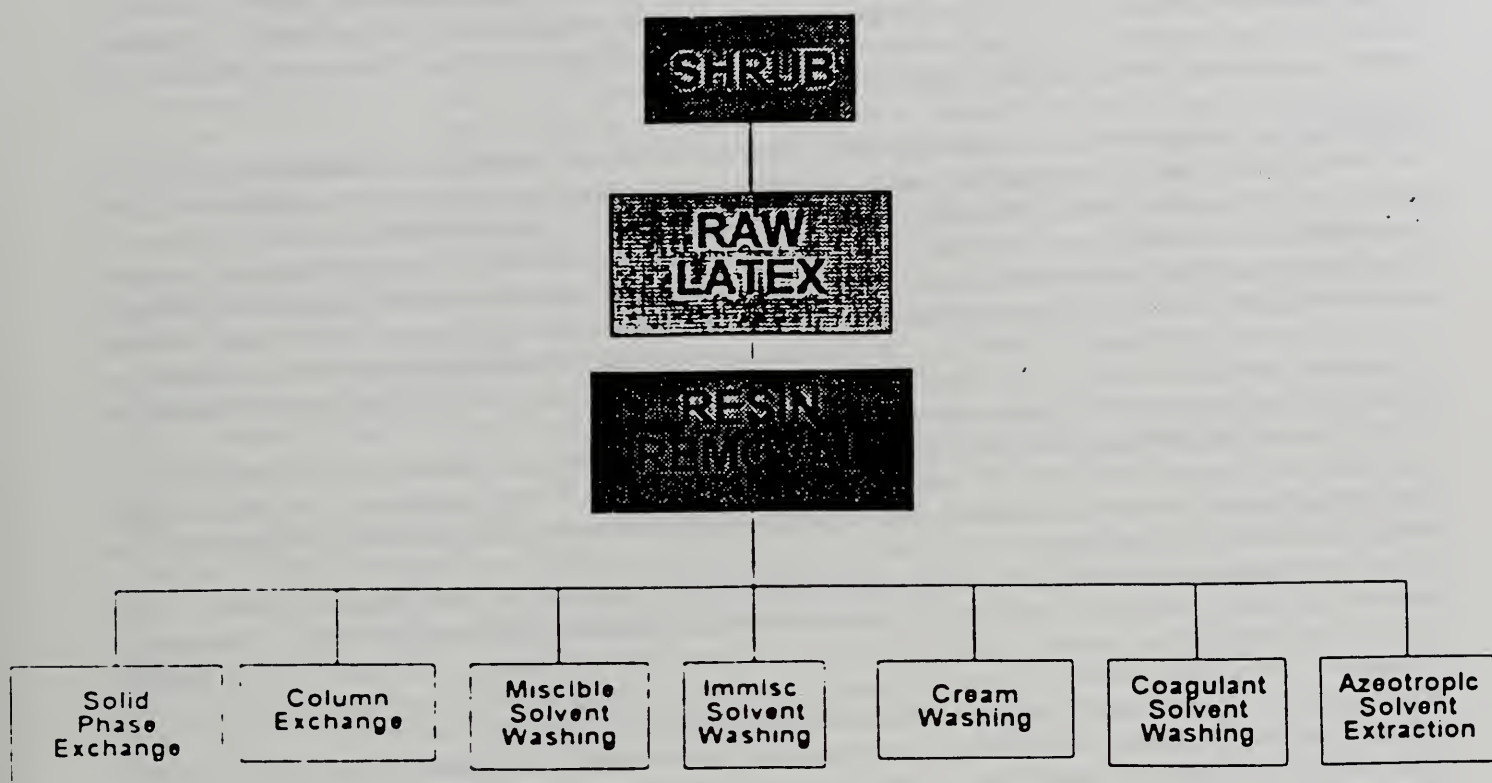 SHRUB
RAW
LATEX
RESIN
REMOVAL
Solid
Phase
Exchange
Column
Exchange
Miscible
Solvent
Washing
Immisc
Solvent
Washing
Cream
Washing
Coagulant
Solvent
Washing
Azeotropic
Solvent
Extraction